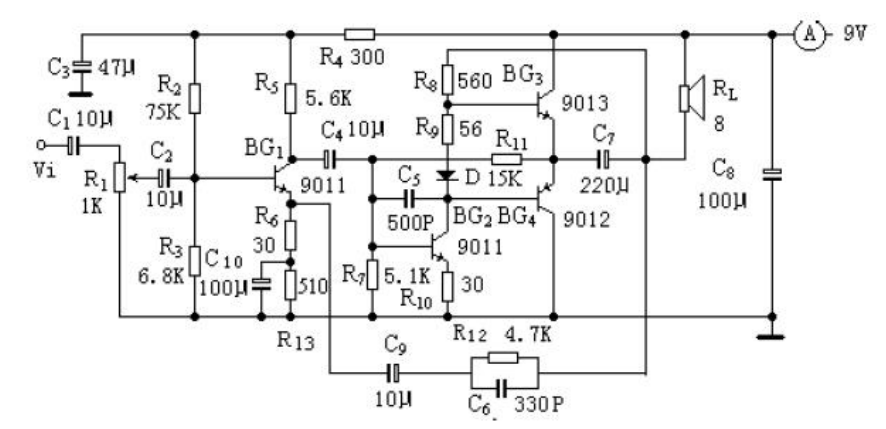 9V
A
R4 300
C3 47μ
R2
75K
R5
5.6K
R8 560
BG3
9013
RL
8
C1 10μ
Vi
R1
1K
C2
10μ
BG1
9011
C4 10μ
R9 56
R11
15K
C7
220μ
D
C5
500P
BG2 BG4
9011
9012
C8
100μ
R3
6.8K
C10
100μ
R6
30
510
R13
R7 5.1K
R10 30
R12 4.7K
C9
10μ
C6 330P